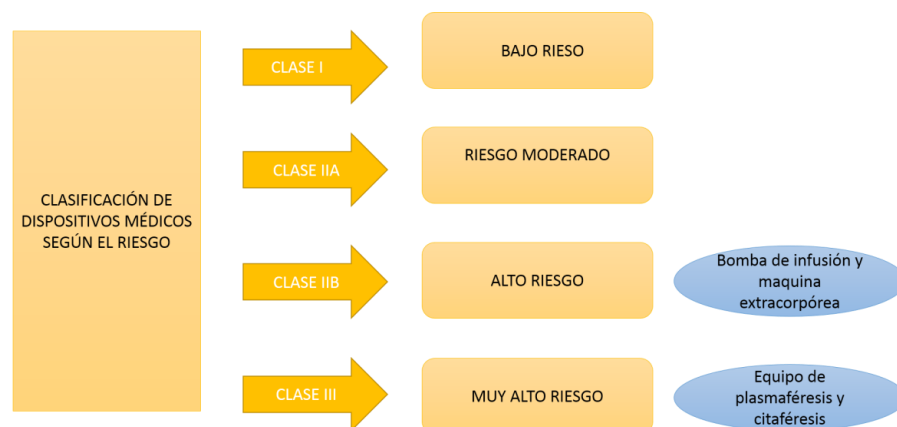 CLASIFICACIÓN DE
DISPOSITIVOS MÉDICOS
SEGÚN EL RIESGO
CLASE I
BAJO RIESO
CLASE IIA
RIESGO MODERADO
CLASE IIB
ALTO RIESGO
Bomba de infusión y
maquina
extracorpórea
CLASE III
MUY ALTO RIESGO
Equipo de
plasmaféresis y
citaféresis